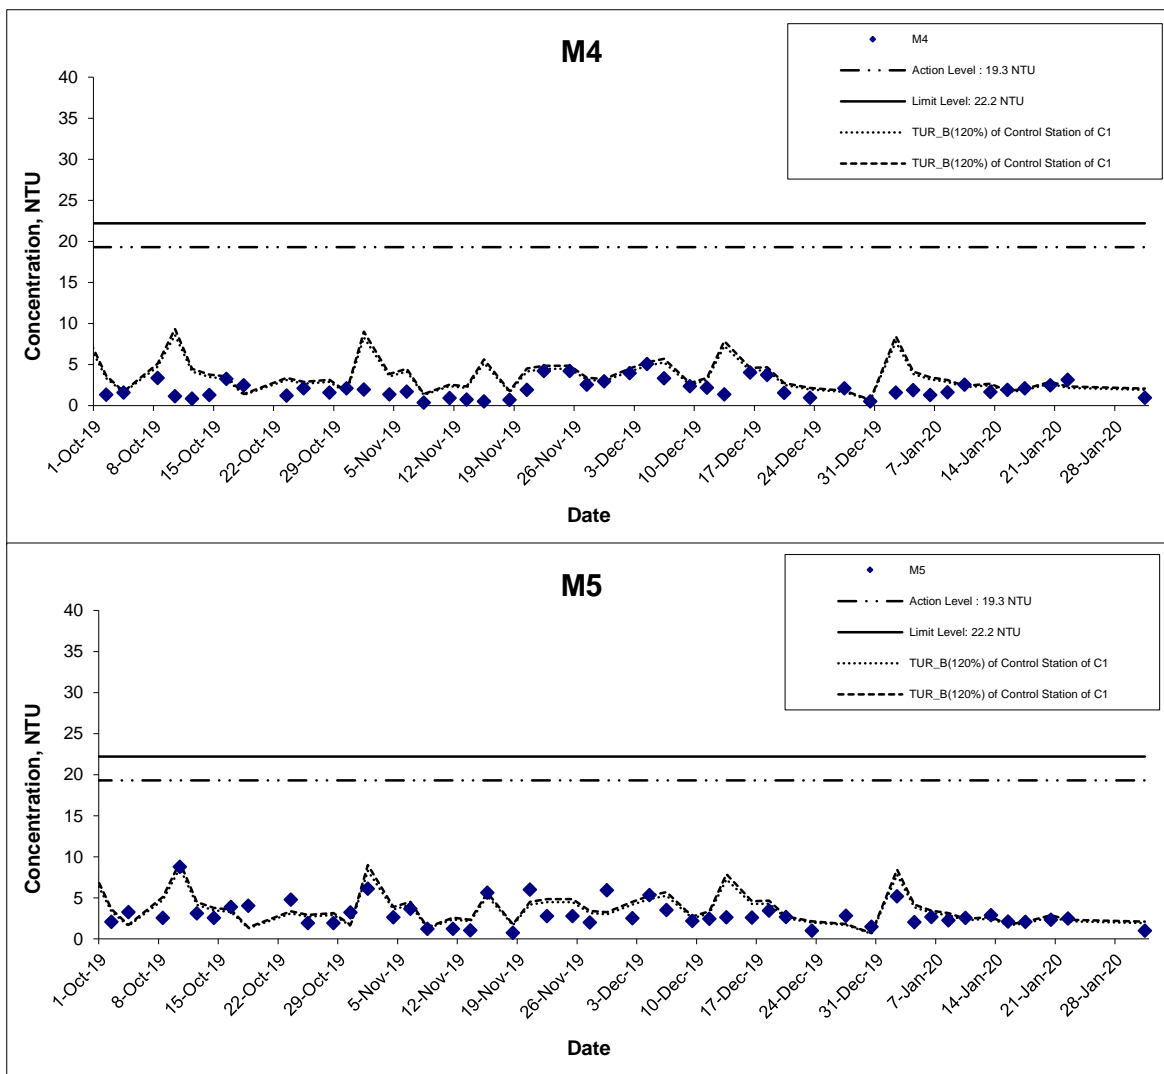 M4
M4
Action Level : 19.3 NTU
Limit Level: 22.2 NTU
TUR_B(120%) of Control Station of C1
TUR_B(120%) of Control Station of C1
Concentration, NTU
40
35
30
25
20
15
10
5
0
1-Oct-19
8-Oct-19
15-Oct-19
22-Oct-19
29-Oct-19
5-Nov-19
12-Nov-19
19-Nov-19
26-Nov-19
3-Dec-19
10-Dec-19
17-Dec-19
24-Dec-19
31-Dec-19
7-Jan-20
14-Jan-20
21-Jan-20
28-Jan-20
Date
M5
M5
Action Level : 19.3 NTU
Limit Level: 22.2 NTU
TUR_B(120%) of Control Station of C1
TUR_B(120%) of Control Station of C1
Concentration, NTU
40
35
30
25
20
15
10
5
0
1-Oct-19
8-Oct-19
15-Oct-19
22-Oct-19
29-Oct-19
5-Nov-19
12-Nov-19
19-Nov-19
26-Nov-19
3-Dec-19
10-Dec-19
17-Dec-19
24-Dec-19
31-Dec-19
7-Jan-20
14-Jan-20
21-Jan-20
28-Jan-20
Date